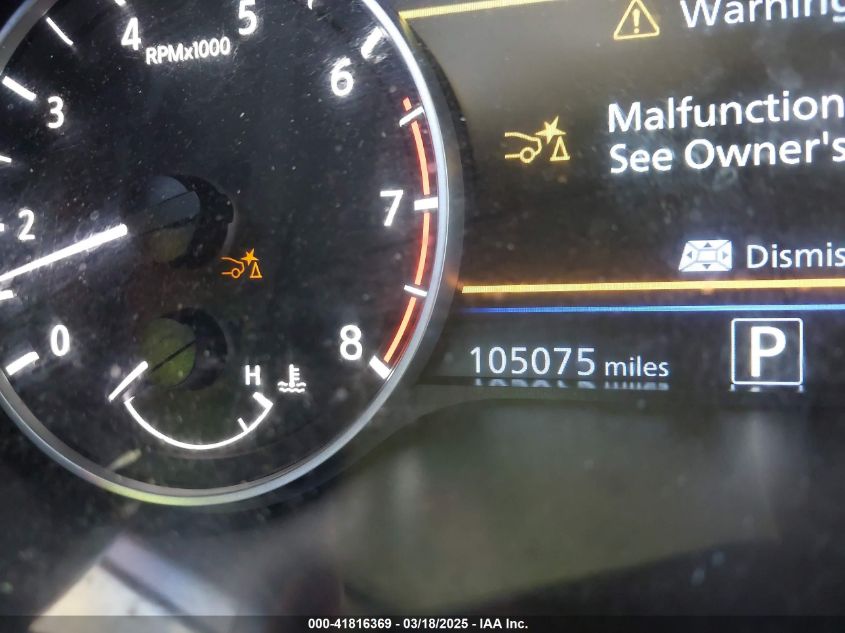 4
5
RPMx1000
3
6
2
7
0
8
H
Warning
Malfunction
See Owner's
Dismis
105075 miles
P
000-41816369 - 03/18/2025 - IAA Inc.